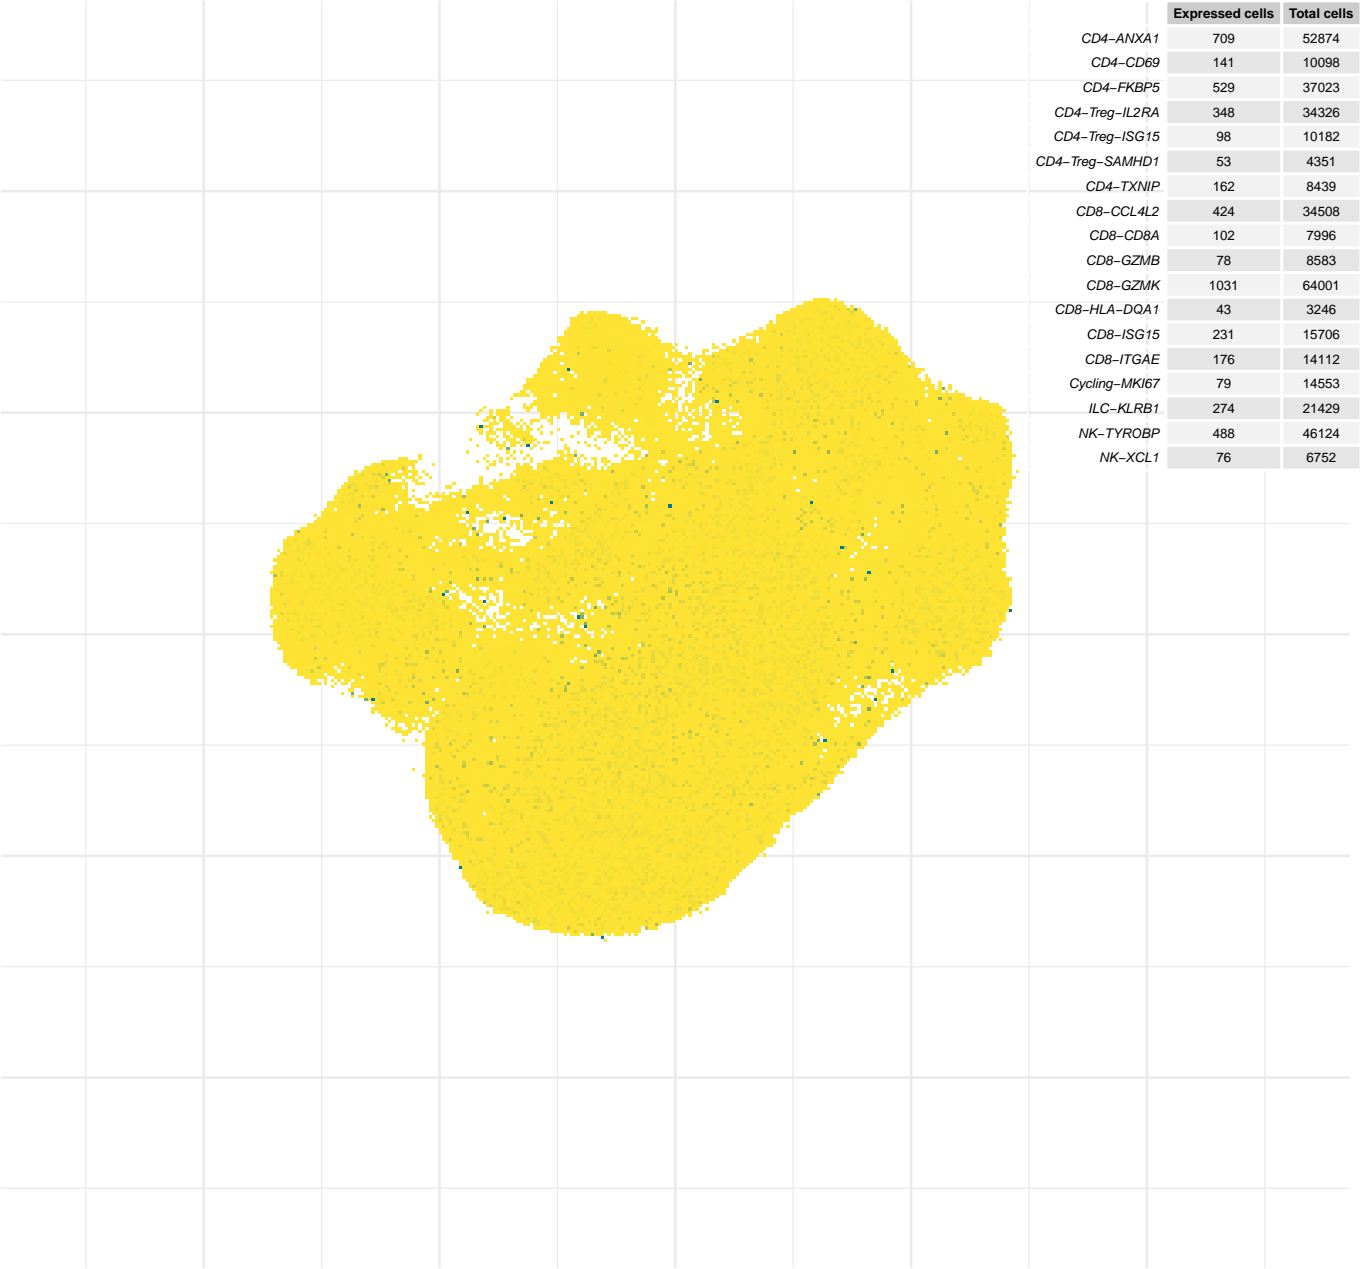 Expressed cells Total cells
CD4−ANXA1 709 52874
CD4−CD69 141 10098
CD4−FKBP5 529 37023
CD4−Treg−IL2RA 348 34326
CD4−Treg−ISG15 98 10182
CD4−Treg−SAMHD1 53 4351
CD4−TXNIP 162 8439
CD8−CCL4L2 424 34508
CD8−CD8A 102 7996
CD8−GZMB 78 8583
CD8−GZMK 1031 64001
CD8−HLA−DQA1 43 3246
CD8−ISG15 231 15706
CD8−ITGAE 176 14112
Cycling−MKI67 79 14553
ILC−KLRB1 274 21429
NK−TYROBP 488 46124
NK−XCL1 76 6752